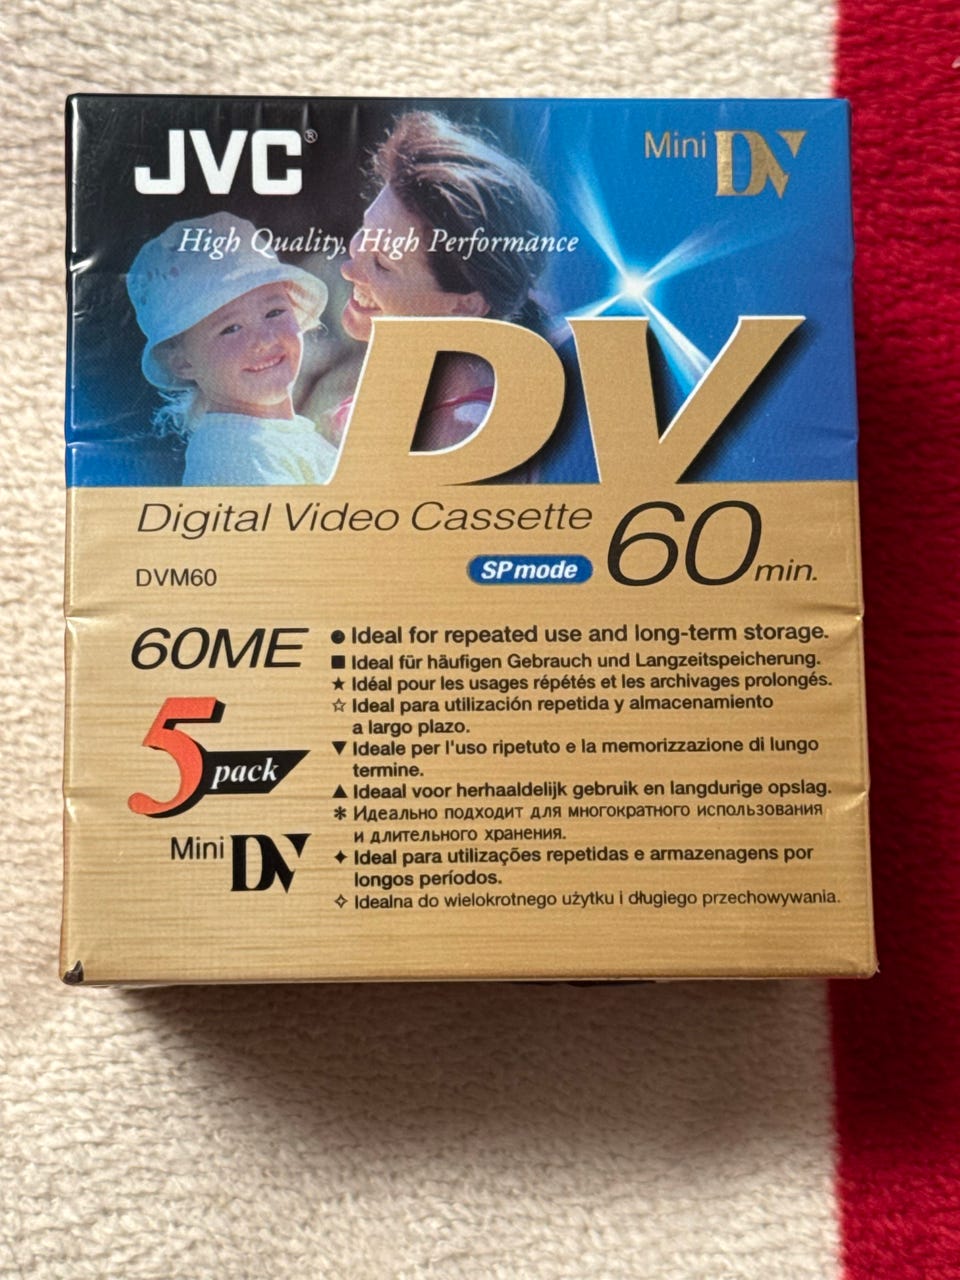 JVC®
Mini DV
High Quality, High Performance
DV
Digital Video Cassette
60 min.
SP mode
DVM60
60ME
5 pack
Mini DV
● Ideal for repeated use and long-term storage.
■ Ideal für häufigen Gebrauch und Langzeitspeicherung.
★ Idéal pour les usages répétés et les archivages prolongés.
☆ Ideal para utilización repetida y almacenamiento
a largo plazo.
▼ Ideale per l'uso ripetuto e la memorizzazione di lungo
termine.
▲ Ideaal voor herhaaldelijk gebruik en langdurige opslag.
✻ Идеально подходит для многократного использования
и длительного хранения.
✦ Ideal para utilizações repetidas e armazenagens por
longos períodos.
✧ Idealna do wielokrotnego użytku i długiego przechowywania.